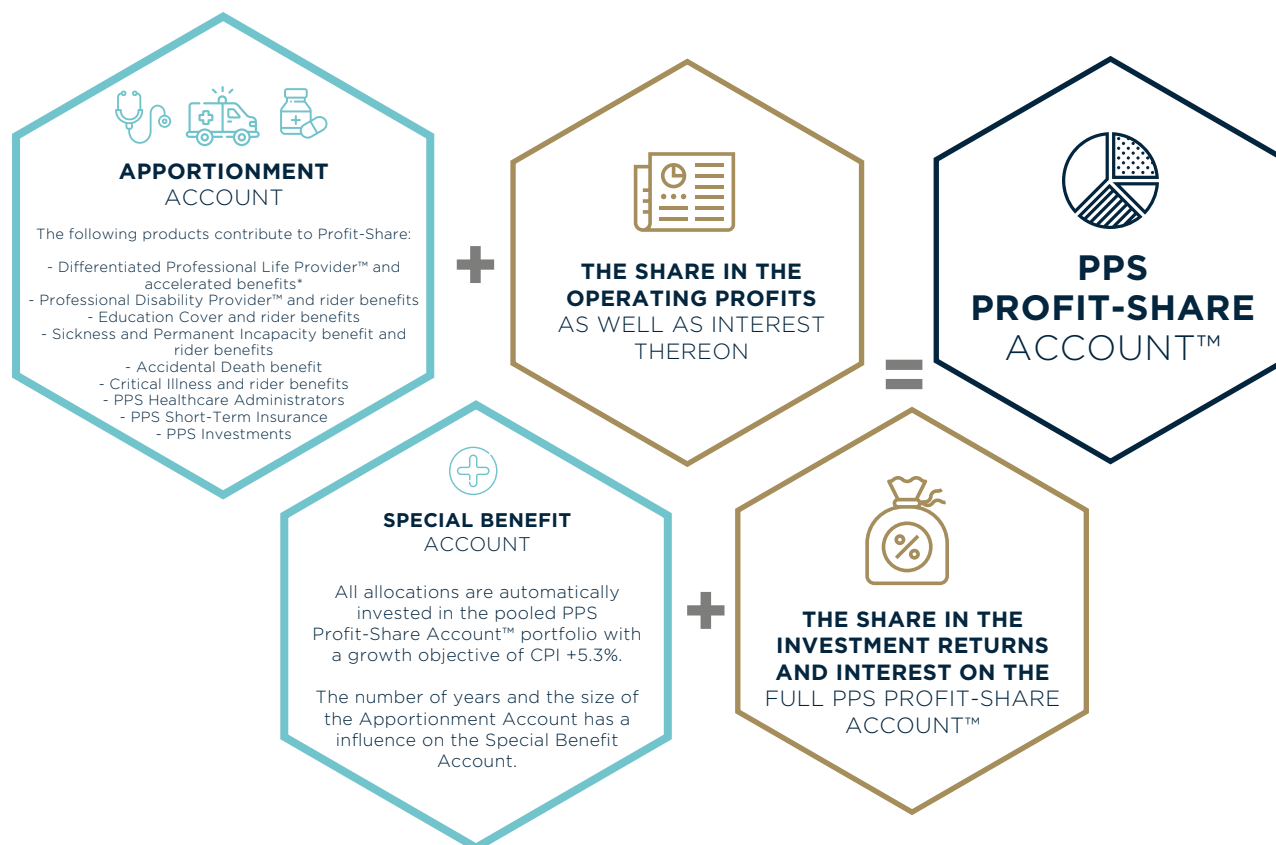 APPORTIONMENT
ACCOUNT
The following products contribute to Profit-Share:
- Differentiated Professional Life Provider™ and
accelerated benefits*
- Professional Disability Provider™ and rider benefits
- Education Cover and rider benefits
- Sickness and Permanent Incapacity benefit and
rider benefits
- Accidental Death benefit
- Critical Illness and rider benefits
- PPS Healthcare Administrators
- PPS Short-Term Insurance
- PPS Investments
+
THE SHARE IN THE
OPERATING PROFITS
AS WELL AS INTEREST
THEREON
=
PPS
PROFIT-SHARE
ACCOUNT™
SPECIAL BENEFIT
ACCOUNT
All allocations are automatically
invested in the pooled PPS
Profit-Share Account™ portfolio with
a growth objective of CPI +5.3%.
The number of years and the size of
the Apportionment Account has a
influence on the Special Benefit
Account.
+
%
THE SHARE IN THE
INVESTMENT RETURNS
AND INTEREST ON THE
FULL PPS PROFIT-SHARE
ACCOUNT™